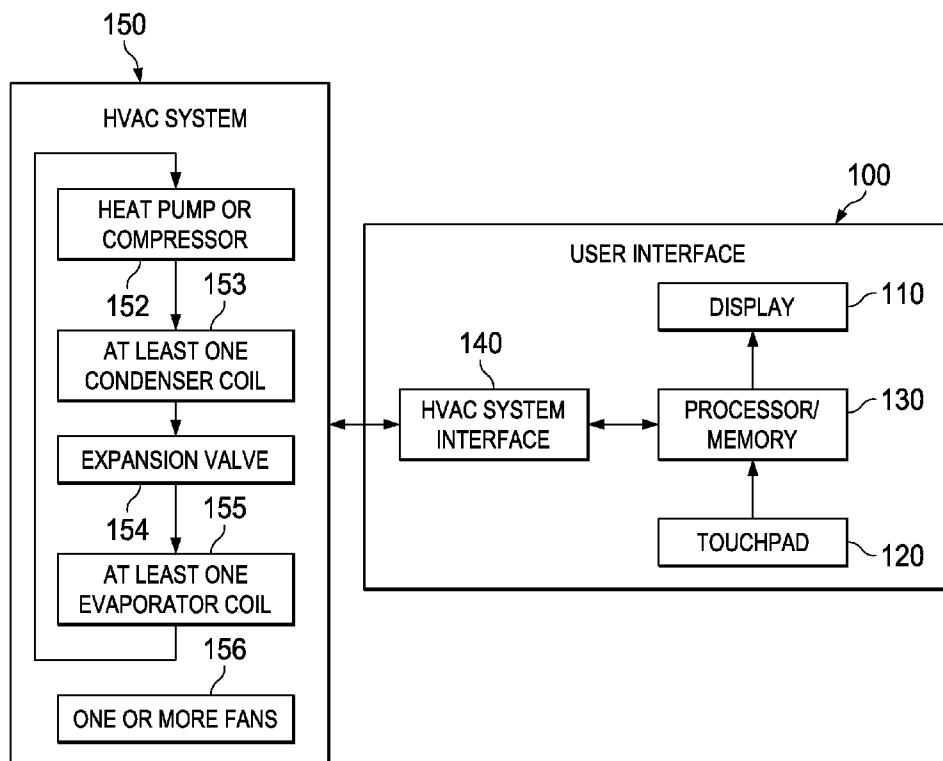 150
HVAC SYSTEM
HEAT PUMP OR
COMPRESSOR
152
153
AT LEAST ONE
CONDENSER COIL
EXPANSION VALVE
154
155
AT LEAST ONE
EVAPORATOR COIL
156
ONE OR MORE FANS
100
USER INTERFACE
DISPLAY
110
140
HVAC SYSTEM
INTERFACE
PROCESSOR/
MEMORY
130
TOUCHPAD
120